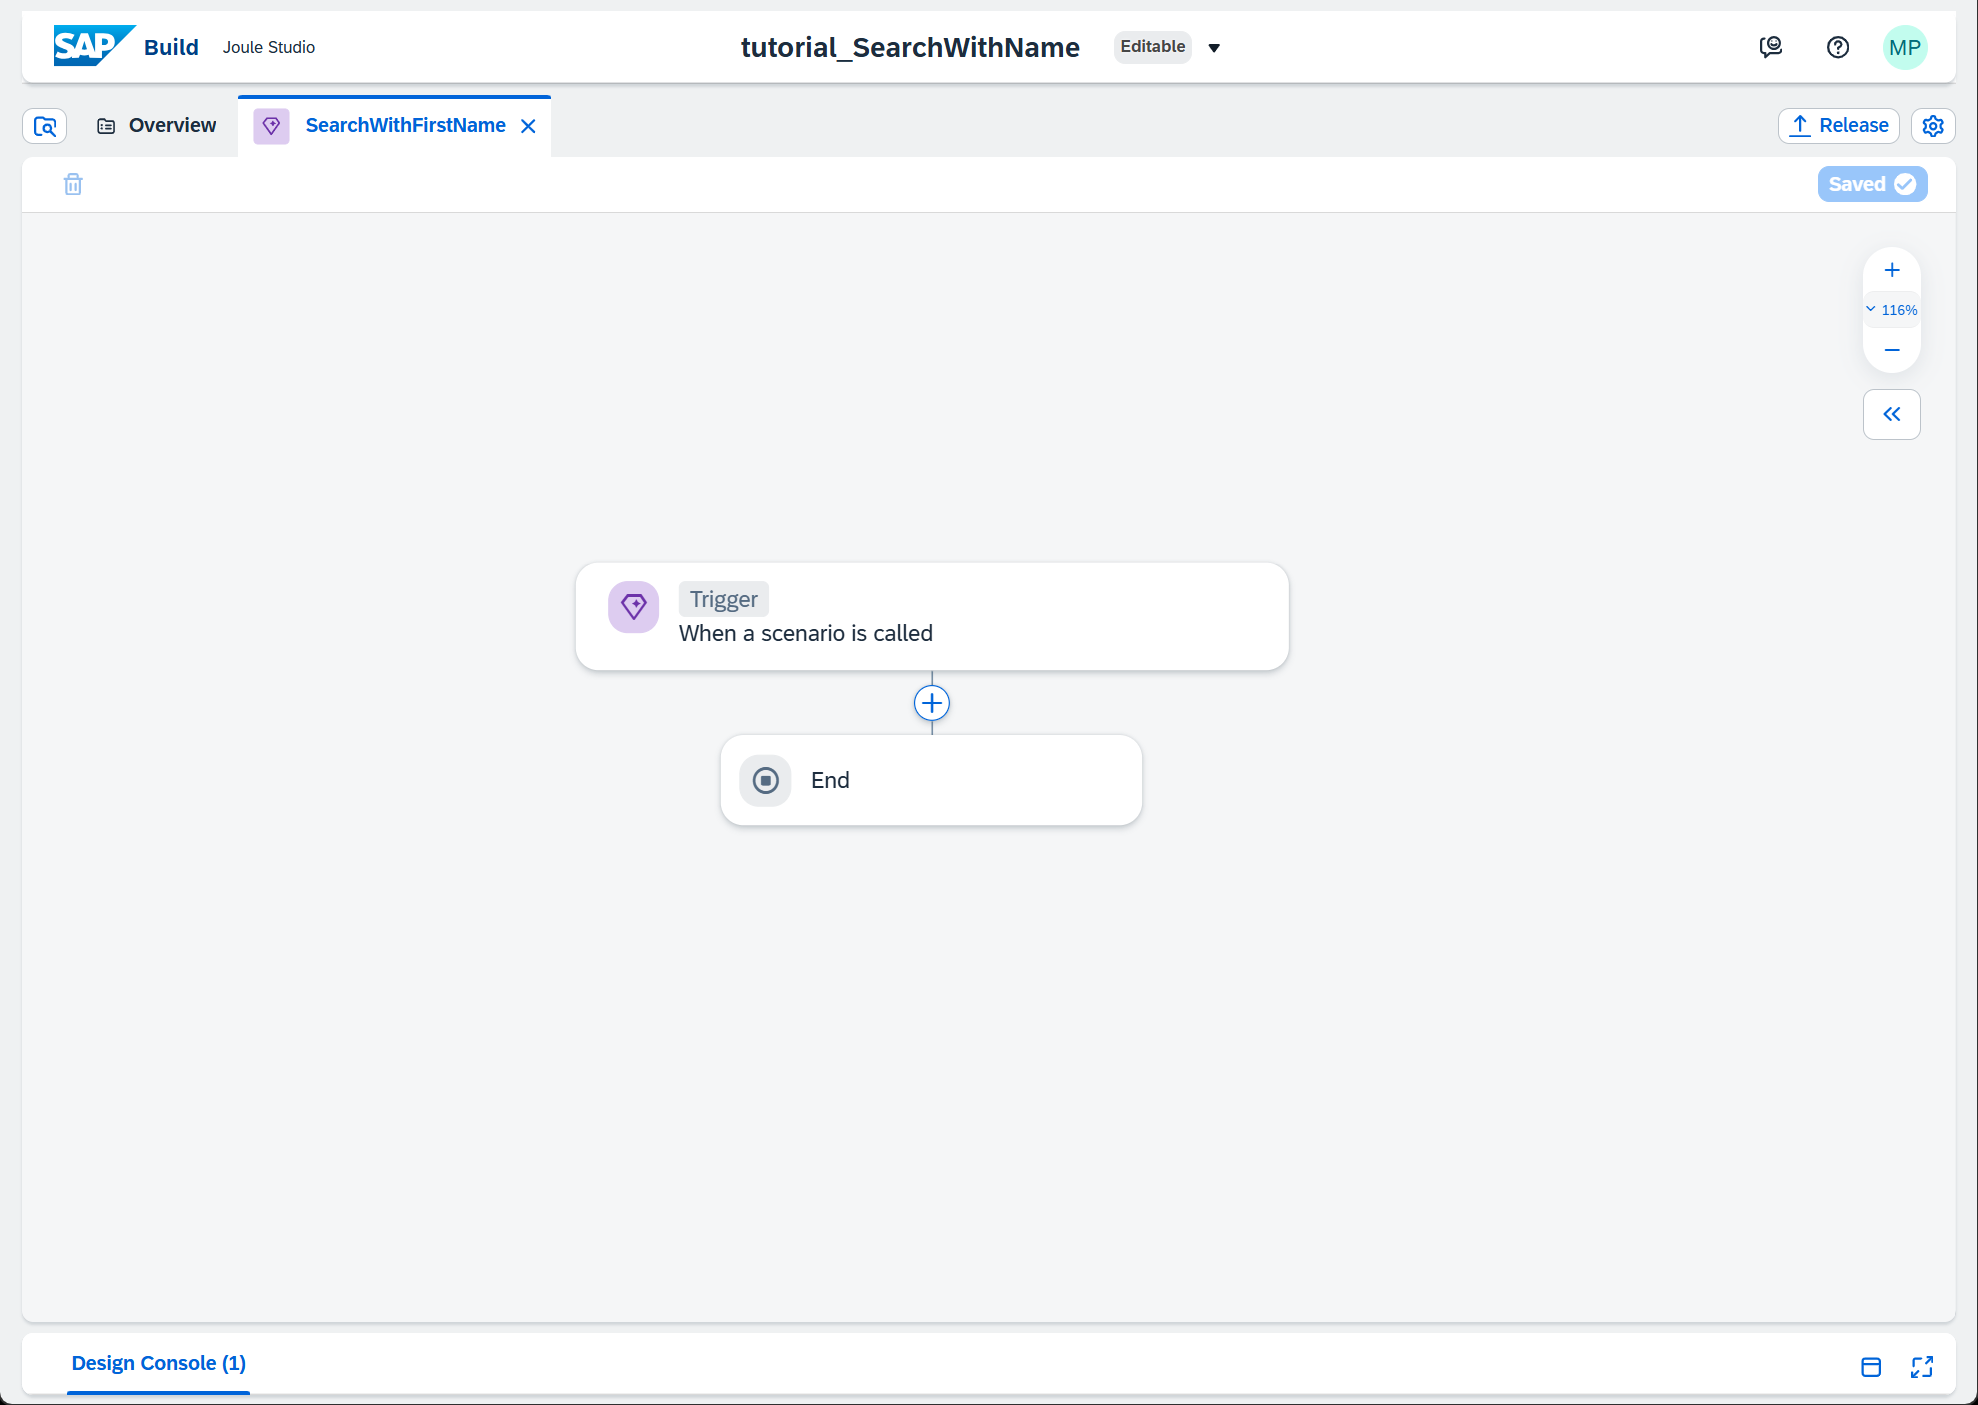 SAP Build Joule Studio tutorial_SearchWithName Editable MP
Overview SearchWithFirstName Release
Saved
116%
Trigger
When a scenario is called
End
Design Console (1)